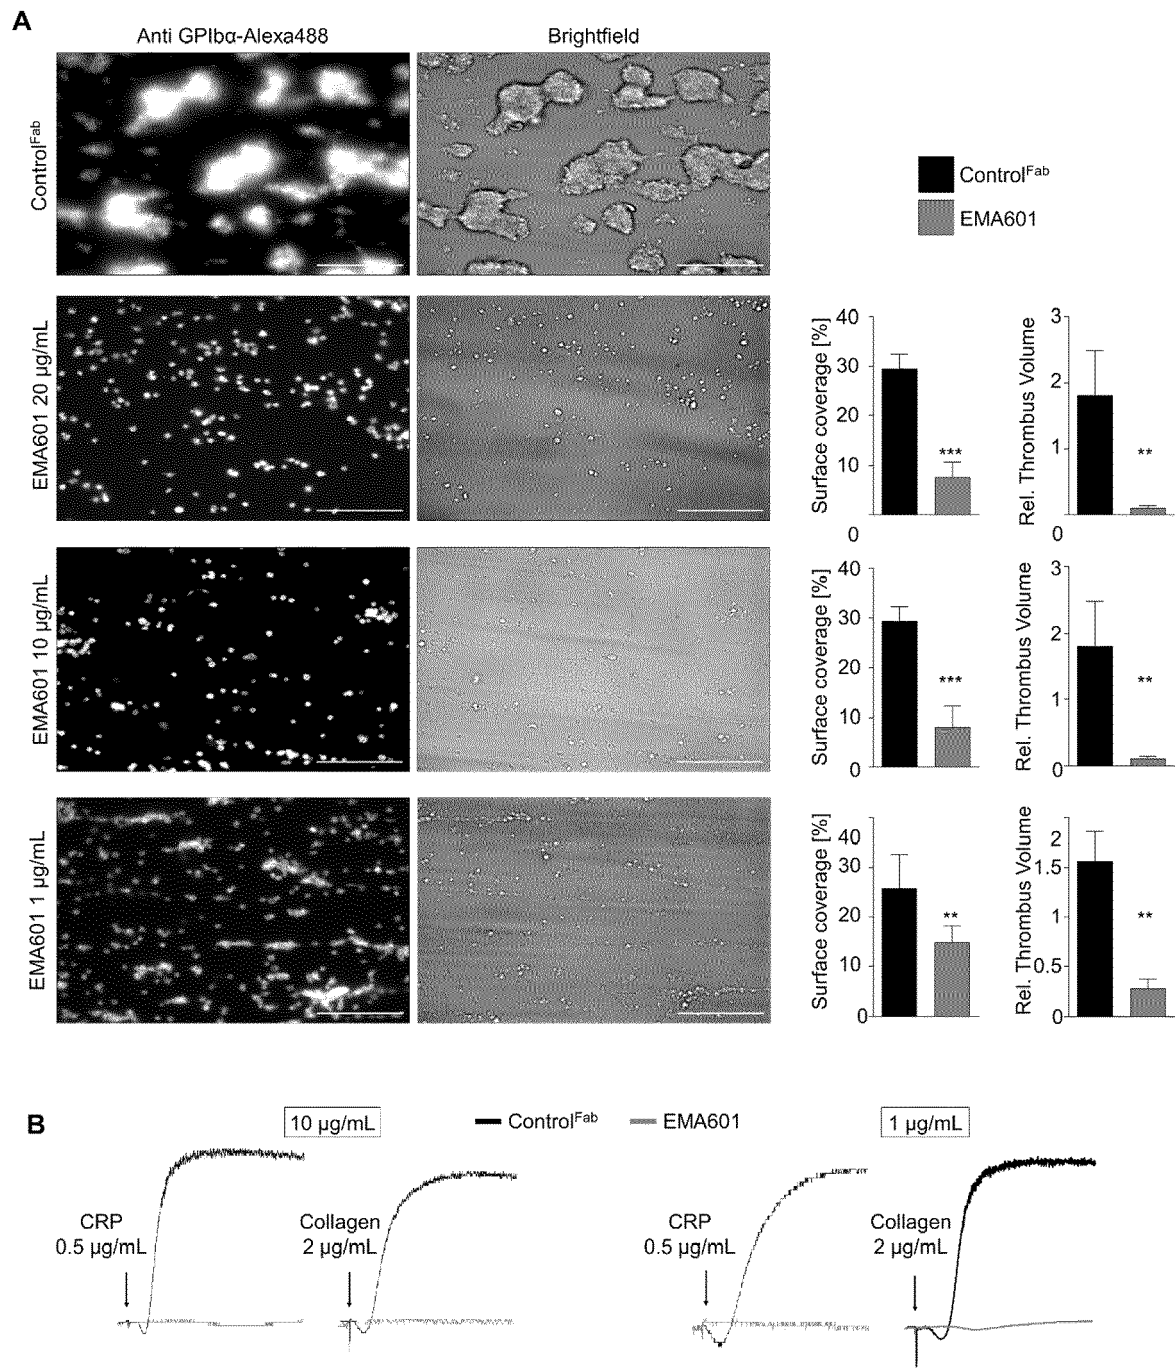 A
Anti GPIbα-Alexa488
Brightfield
Control^Fab
Control^Fab
EMA601
EMA601 20 µg/mL
Surface coverage [%]
40
30
20
10
0
***
Rel. Thrombus Volume
3
2
1
0
**
EMA601 10 µg/mL
Surface coverage [%]
40
30
20
10
0
***
Rel. Thrombus Volume
3
2
1
0
**
EMA601 1 µg/mL
Surface coverage [%]
40
30
20
10
0
**
Rel. Thrombus Volume
2
1.5
1
0.5
0
**
B
10 µg/mL
Control^Fab
EMA601
1 µg/mL
CRP
0.5 µg/mL
Collagen
2 µg/mL
CRP
0.5 µg/mL
Collagen
2 µg/mL